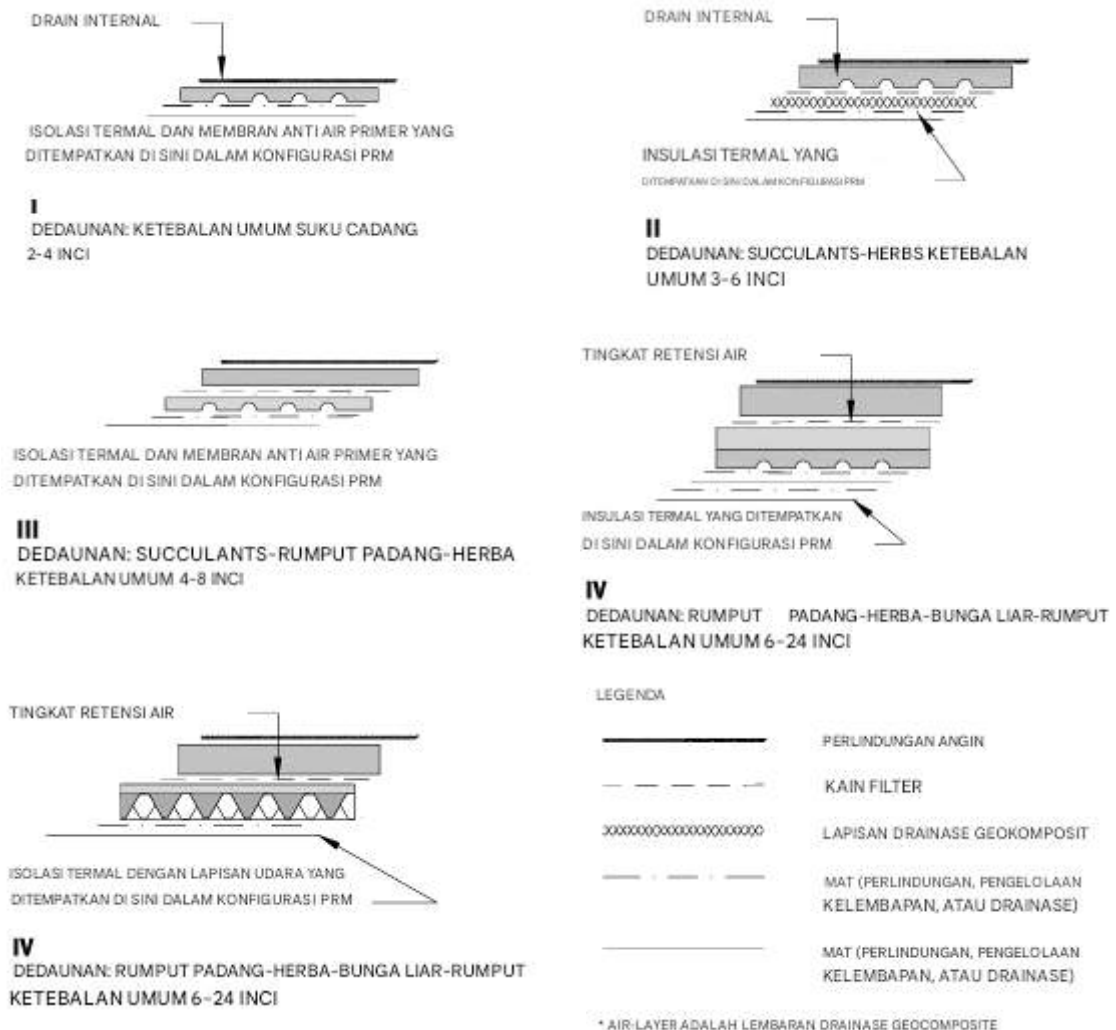 DRAIN INTERNAL
ISOLASI TERMAL DAN MEMBRAN ANTI AIR PRIMER YANG
DITEMPATKAN DI SINI DALAM KONFIGURASI PRM
I
DEDAUNAN: KETEBALAN UMUM SUKU CADANG
2-4 INCI
DRAIN INTERNAL
INSULASI TERMAL YANG
DITEMPATKAN DI SINI DALAM KONFIGURASI PRM
II
DEDAUNAN: SUCCULANTS-HERBS KETEBALAN
UMUM 3-6 INCI
ISOLASI TERMAL DAN MEMBRAN ANTI AIR PRIMER YANG
DITEMPATKAN DI SINI DALAM KONFIGURASI PRM
III
DEDAUNAN: SUCCULANTS-RUMPUT PADANG-HERBA
KETEBALAN UMUM 4-8 INCI
TINGKAT RETENSI AIR
INSULASI TERMAL YANG DITEMPATKAN
DI SINI DALAM KONFIGURASI PRM
IV
DEDAUNAN: RUMPUT PADANG-HERBA-BUNGA LIAR-RUMPUT
KETEBALAN UMUM 6-24 INCI
TINGKAT RETENSI AIR
ISOLASI TERMAL DENGAN LAPISAN UDARA YANG
DITEMPATKAN DI SINI DALAM KONFIGURASI PRM
IV
DEDAUNAN: RUMPUT PADANG-HERBA-BUNGA LIAR-RUMPUT
KETEBALAN UMUM 6-24 INCI
LEGENDA
PERLINDUNGAN ANGIN
KAIN FILTER
LAPISAN DRAINASE GEOKOMPOSIT
MAT (PERLINDUNGAN, PENGELOLAAN
KELEMBAPAN, ATAU DRAINASE)
MAT (PERLINDUNGAN, PENGELOLAAN
KELEMBAPAN, ATAU DRAINASE)
* AIR-LAYER ADALAH LEMBARAN DRAINASE GEOCOMPOSITE